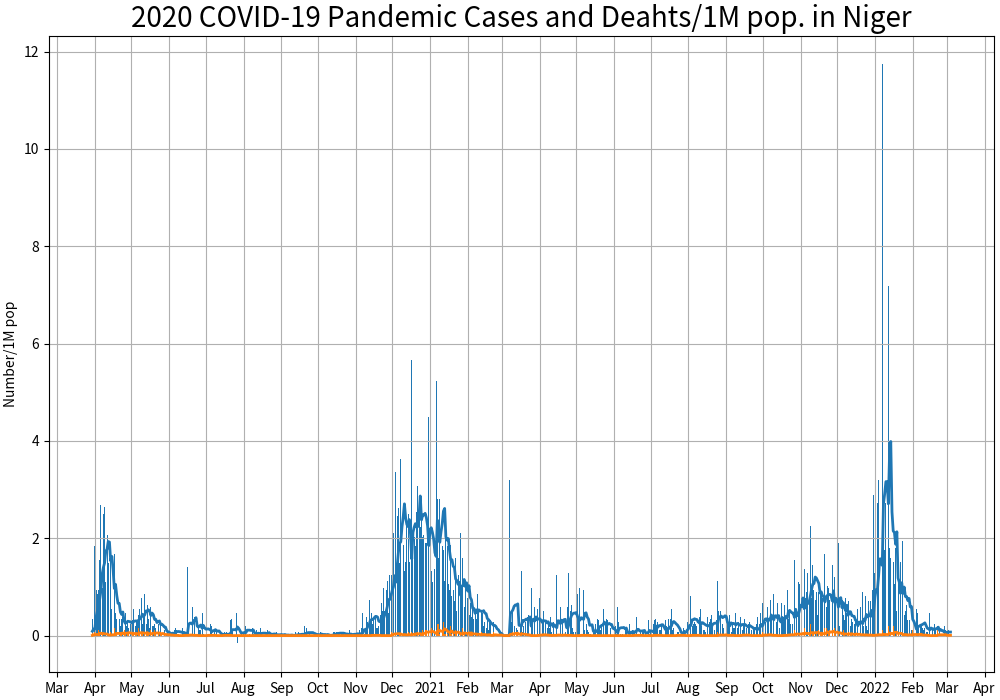 2020 COVID-19 Pandemic Cases and Deahts/1M pop. in Niger
12
10
8
6
4
2
0
Number/1M pop
Mar Apr May Jun Jul Aug Sep Oct Nov Dec 2021 Feb Mar Apr May Jun Jul Aug Sep Oct Nov Dec 2022 Feb Mar Apr